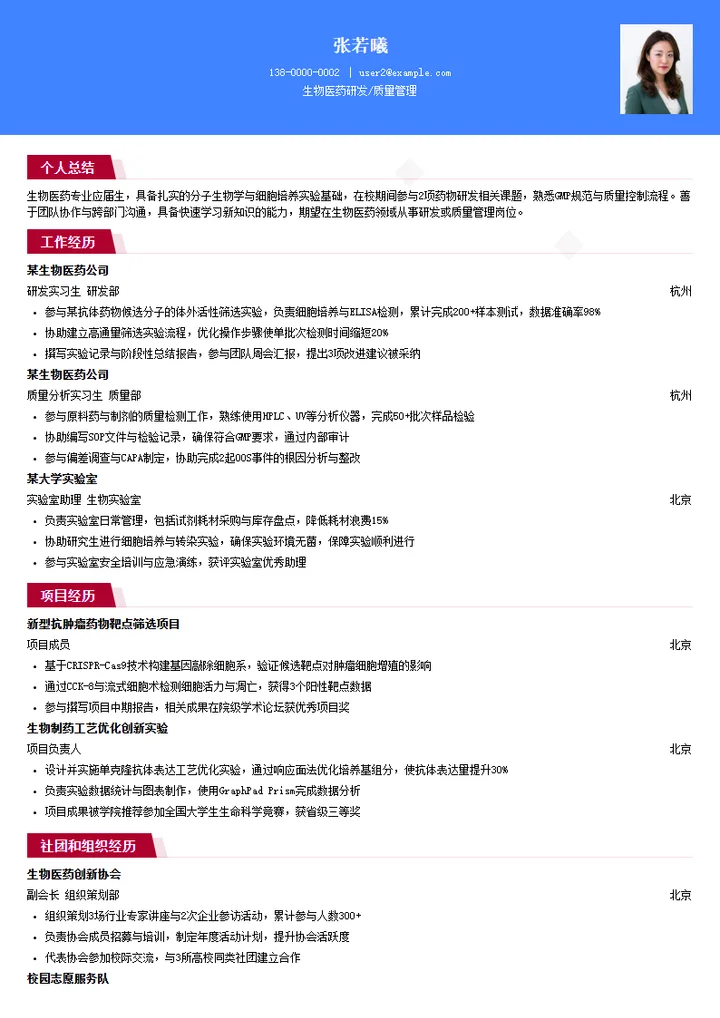 张若曦
138-0000-0002 | user2@example.com
生物医药研发/质量管理
个人总结
生物医药专业应届生，具备扎实的分子生物学与细胞培养实验基础，在校期间参与2项药物研发相关课题，熟悉GMP规范与质量控制流程。善
于团队协作与跨部门沟通，具备快速学习新知识的能力，期望在生物医药领域从事研发或质量管理岗位。
工作经历
某生物医药公司
研发实习生 研发部 杭州
• 参与某抗体药物候选分子的体外活性筛选实验，负责细胞培养与ELISA检测，累计完成200+样本测试，数据准确率98%
• 协助建立高通量筛选实验流程，优化操作步骤使单批次检测时间缩短20%
• 撰写实验记录与阶段性总结报告，参与团队周会汇报，提出3项改进建议被采纳
某生物医药公司
质量分析实习生 质量部 杭州
• 参与原料药与制剂的质量检测工作，熟练使用HPLC、UV等分析仪器，完成50+批次样品检验
• 协助编写SOP文件与检验记录，确保符合GMP要求，通过内部审计
• 参与偏差调查与CAPA制定，协助完成2起OOS事件的根因分析与整改
某大学实验室
实验室助理 生物实验室 北京
• 负责实验室日常管理，包括试剂耗材采购与库存盘点，降低耗材浪费15%
• 协助研究生进行细胞培养与转染实验，确保实验环境无菌，保障实验顺利进行
• 参与实验室安全培训与应急演练，获评实验室优秀助理
项目经历
新型抗肿瘤药物靶点筛选项目
项目成员 北京
• 基于CRISPR-Cas9技术构建基因敲除细胞系，验证候选靶点对肿瘤细胞增殖的影响
• 通过CCK-8与流式细胞术检测细胞活力与凋亡，获得3个阳性靶点数据
• 参与撰写项目中期报告，相关成果在院级学术论坛获优秀项目奖
生物制药工艺优化创新实验
项目负责人 北京
• 设计并实施单克隆抗体表达工艺优化实验，通过响应面法优化培养基组分，使抗体表达量提升30%
• 负责实验数据统计与图表制作，使用GraphPad Prism完成数据分析
• 项目成果被学院推荐参加全国大学生生命科学竞赛，获省级三等奖
社团和组织经历
生物医药创新协会
副会长 组织策划部 北京
• 组织策划3场行业专家讲座与2次企业参访活动，累计参与人数300+
• 负责协会成员招募与培训，制定年度活动计划，提升协会活跃度
• 代表协会参加校际交流，与3所高校同类社团建立合作
校园志愿服务队